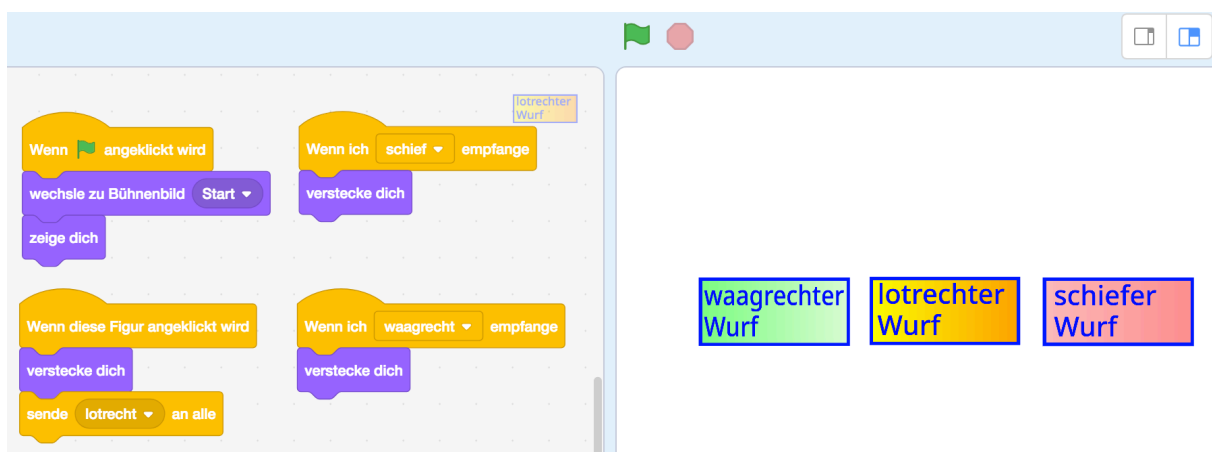 lotrechter
Wurf
Wenn angeklickt wird
wechsle zu Bühnenbild Start
zeige dich
Wenn ich schief empfange
verstecke dich
Wenn diese Figur angeklickt wird
verstecke dich
sende lotrecht an alle
Wenn ich waagrecht empfange
verstecke dich
waagrechter
Wurf
lotrechter
Wurf
schiefer
Wurf